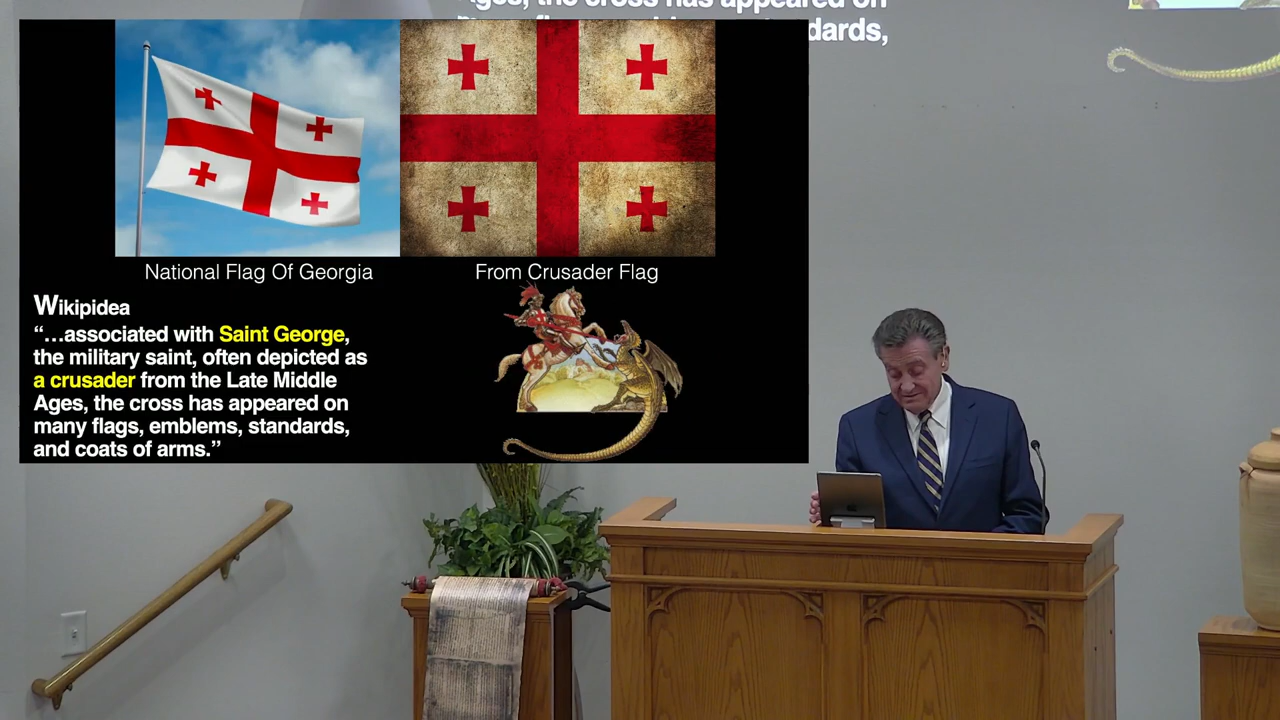 Ages, the cross has appeared on
dards,
National Flag Of Georgia
From Crusader Flag
Wikipidea
“...associated with Saint George,
the military saint, often depicted as
a crusader from the Late Middle
Ages, the cross has appeared on
many flags, emblems, standards,
and coats of arms.”